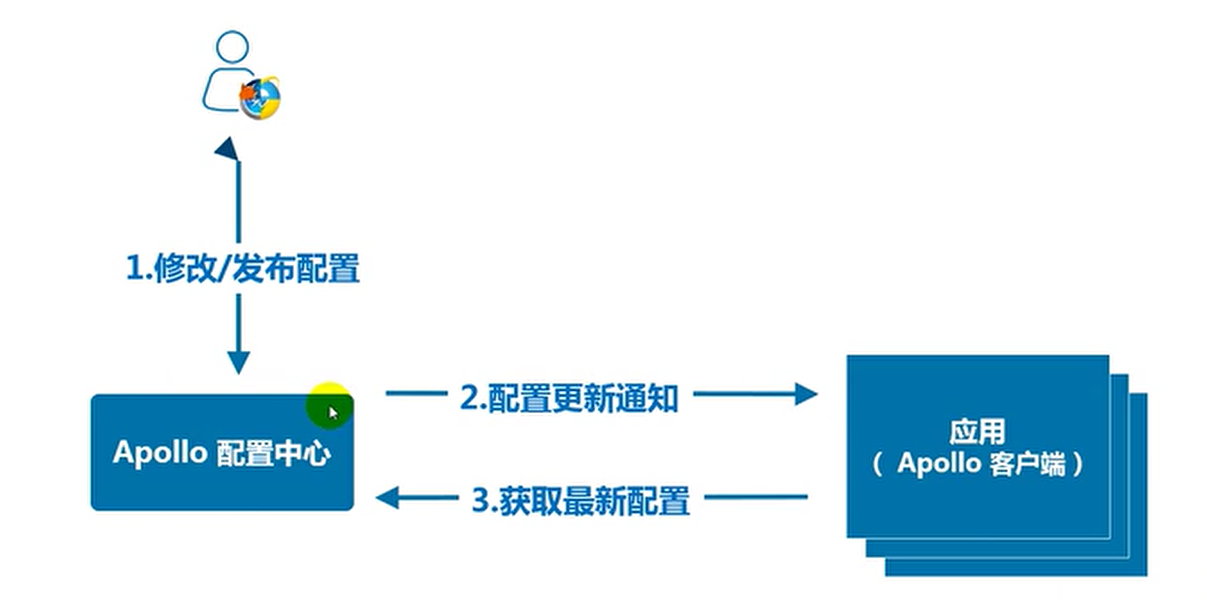 1.修改/发布配置
2.配置更新通知
Apollo 配置中心
应用
( Apollo 客户端 )
3.获取最新配置